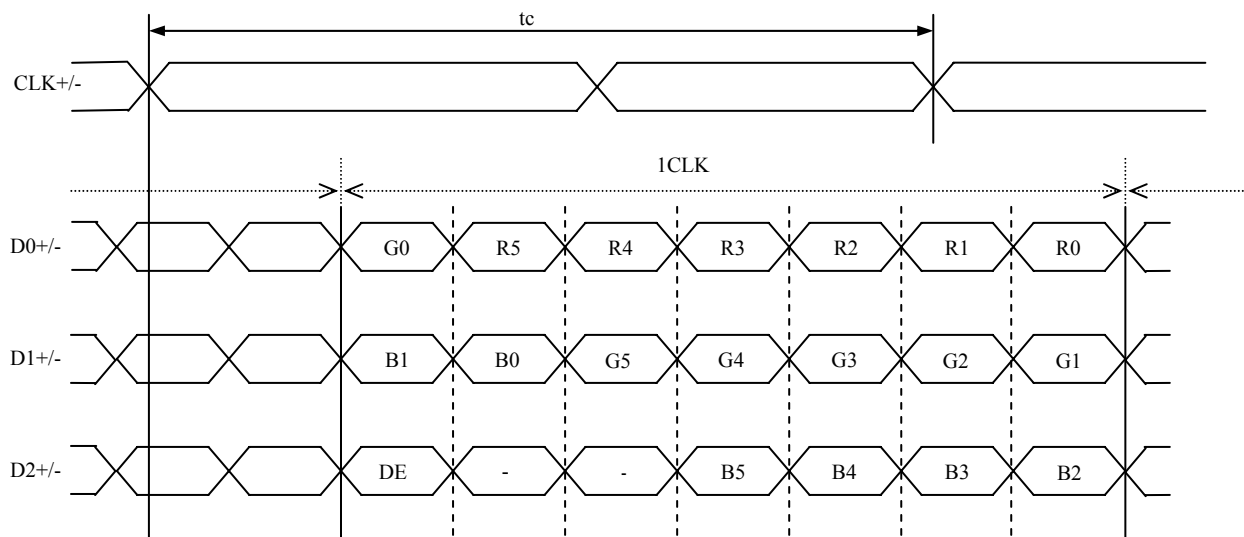 tc
CLK+/-
1CLK
D0+/- G0 R5 R4 R3 R2 R1 R0
D1+/- B1 B0 G5 G4 G3 G2 G1
D2+/- DE - - B5 B4 B3 B2